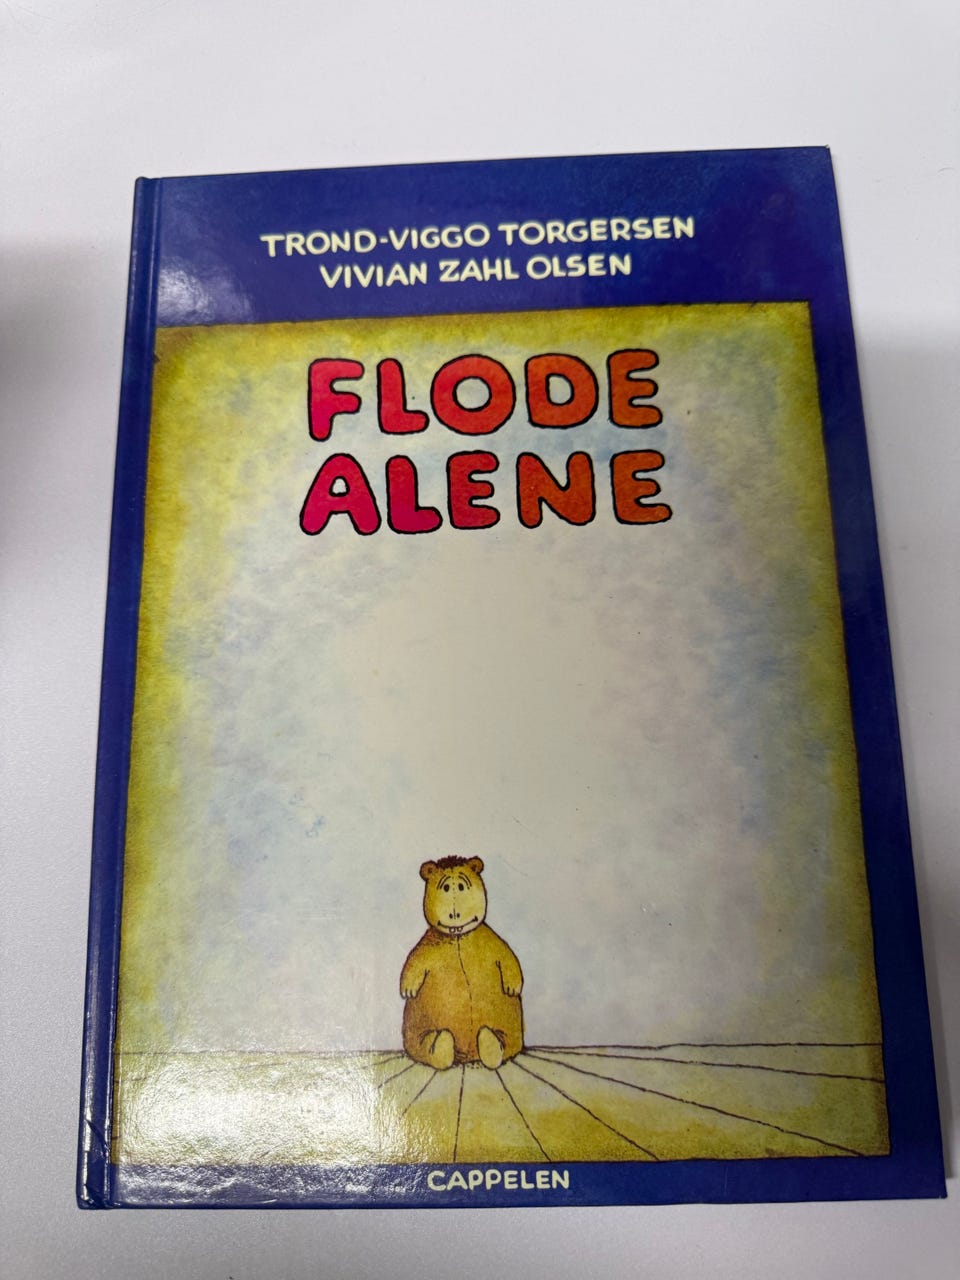 TROND-VIGGO TORGERSEN
VIVIAN ZAHL OLSEN
FLODE
ALENE
CAPPELEN